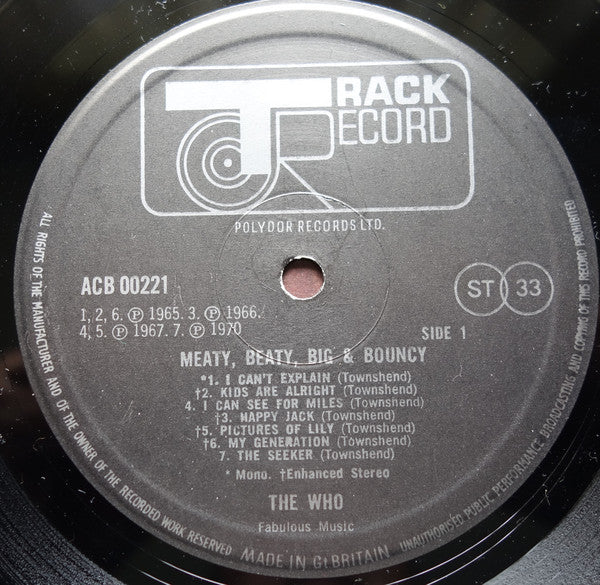 TRACK
RECORD
POLYDOR RECORDS LTD.
ACB 00221
ST 33
1, 2, 6. ℗ 1965. 3. ℗ 1966.
4, 5. ℗ 1967. 7. ℗ 1970
SIDE 1
MEATY, BEATY, BIG & BOUNCY
*1. I CAN'T EXPLAIN (Townshend)
†2. KIDS ARE ALRIGHT (Townshend)
4. I CAN SEE FOR MILES (Townshend)
†3. HAPPY JACK (Townshend)
†5. PICTURES OF LILY (Townshend)
†6. MY GENERATION (Townshend)
7. THE SEEKER (Townshend)
* Mono. †Enhanced Stereo
THE WHO
Fabulous Music
ALL RIGHTS OF THE MANUFACTURER AND OF THE OWNER OF THE RECORDED WORK RESERVED
MADE IN Gt. BRITAIN
UNAUTHORISED PUBLIC PERFORMANCE BROADCASTING AND COPYING OF THIS RECORD PROHIBITED